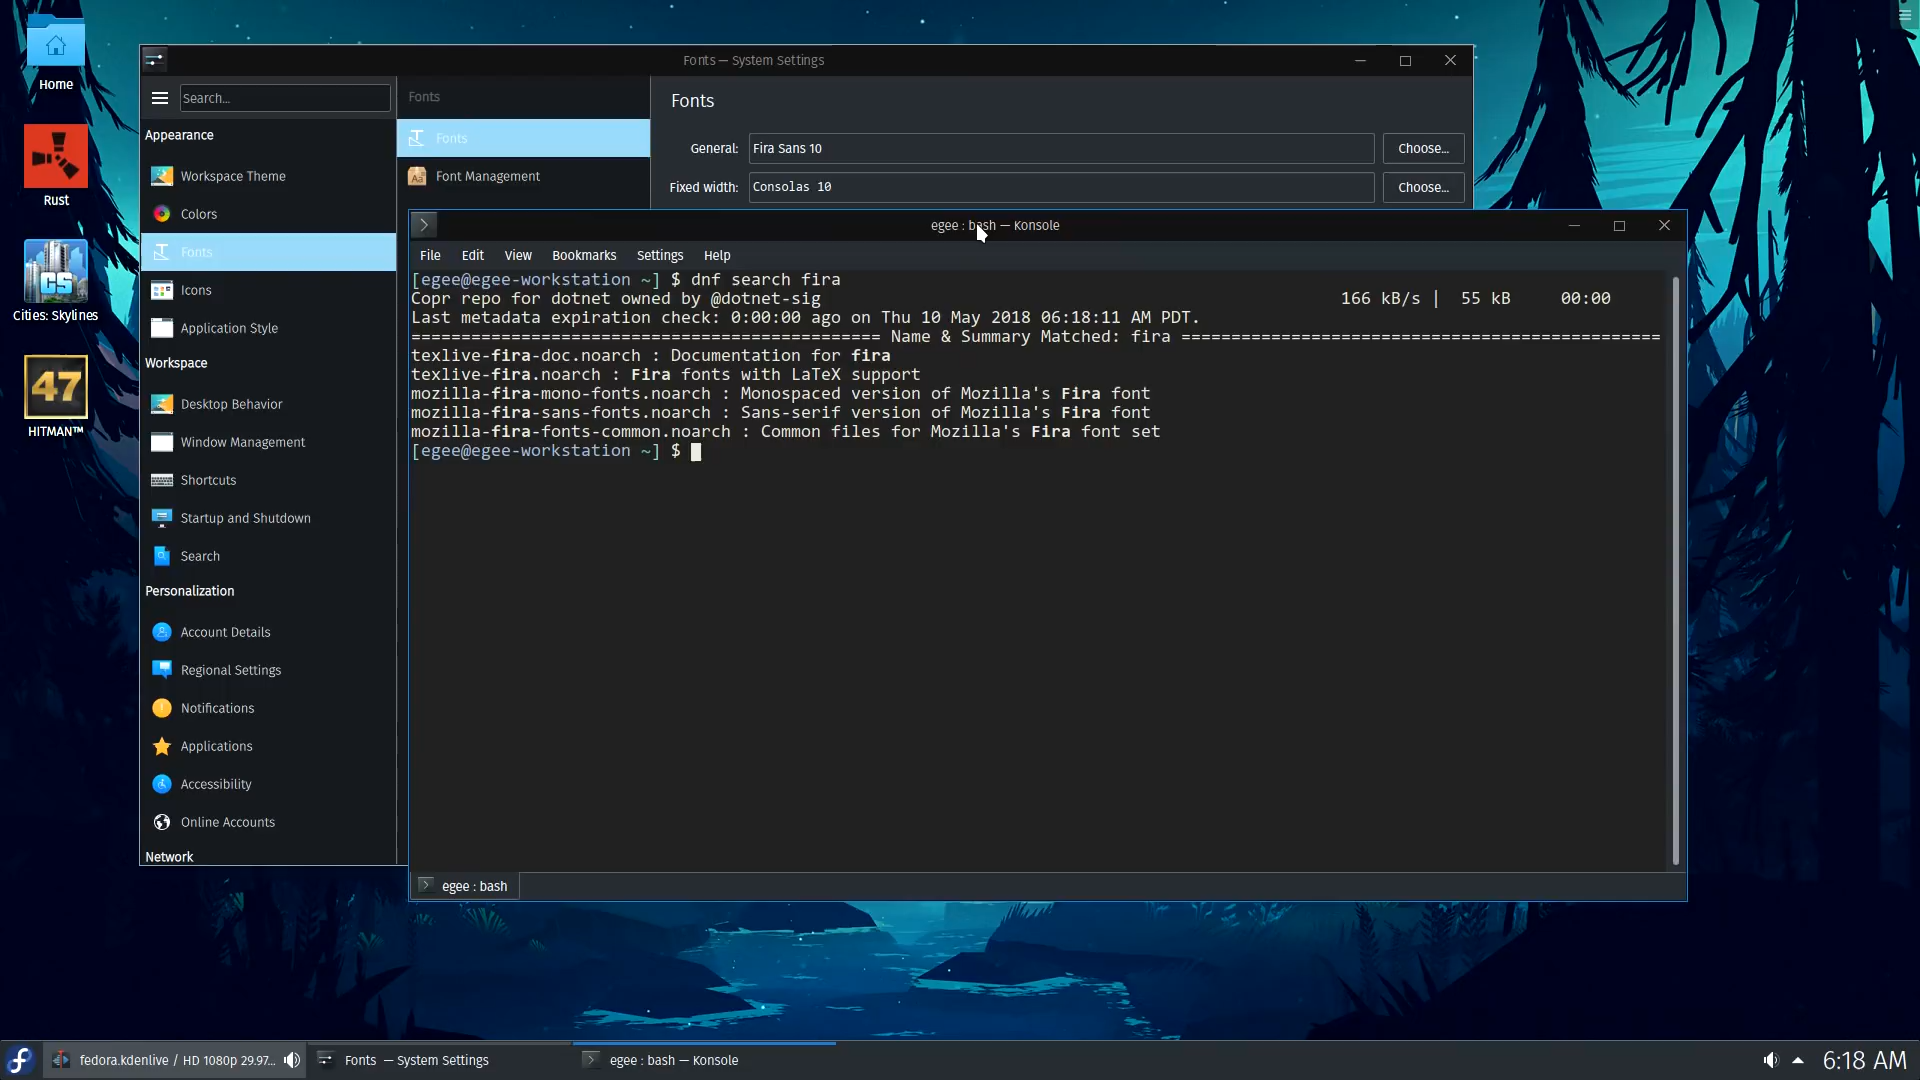 Home
Rust
CS
Cities: Skylines
47
HITMAN™
Fonts — System Settings
Search...
Appearance
Workspace Theme
Colors
Fonts
Icons
Application Style
Workspace
Desktop Behavior
Window Management
Shortcuts
Startup and Shutdown
Search
Personalization
Account Details
Regional Settings
Notifications
Applications
Accessibility
Online Accounts
Network
Fonts
Fonts
Font Management
Fonts
General: Fira Sans 10 Choose...
Fixed width: Consolas 10 Choose...
egee : bash — Konsole
File Edit View Bookmarks Settings Help
[egee@egee-workstation ~] $ dnf search fira
Copr repo for dotnet owned by @dotnet-sig 166 kB/s | 55 kB 00:00
Last metadata expiration check: 0:00:00 ago on Thu 10 May 2018 06:18:11 AM PDT.
=============================================== Name & Summary Matched: fira ================================================
texlive-fira-doc.noarch : Documentation for fira
texlive-fira.noarch : Fira fonts with LaTeX support
mozilla-fira-mono-fonts.noarch : Monospaced version of Mozilla's Fira font
mozilla-fira-sans-fonts.noarch : Sans-serif version of Mozilla's Fira font
mozilla-fira-fonts-common.noarch : Common files for Mozilla's Fira font set
[egee@egee-workstation ~] $
egee : bash
fedora.kdenlive / HD 1080p 29.97...
Fonts — System Settings
egee : bash — Konsole
6:18 AM